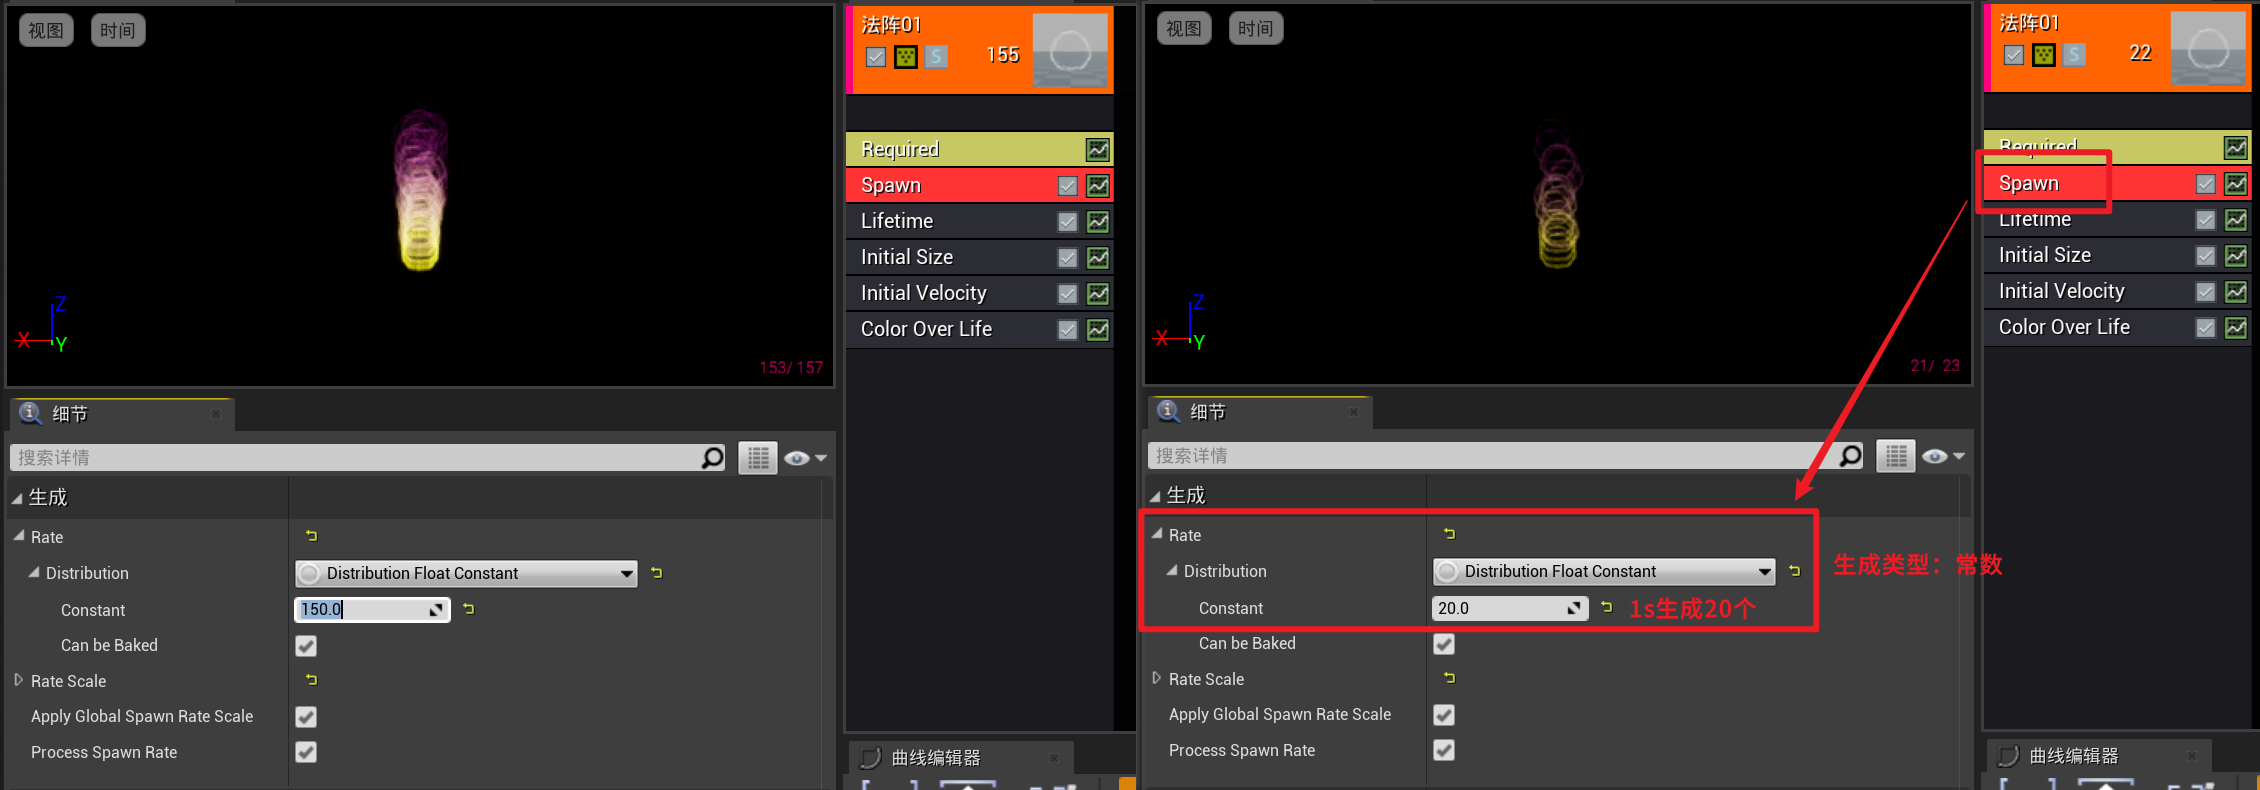 视图 时间
法阵01
S 155
Required
Spawn
Lifetime
Initial Size
Initial Velocity
Color Over Life
Z
X
Y
153/ 157
细节
搜索详情
生成
Rate
Distribution Distribution Float Constant
Constant 150.0
Can be Baked
Rate Scale
Apply Global Spawn Rate Scale
Process Spawn Rate
曲线编辑器
视图 时间
法阵01
S 22
Required
Spawn
Lifetime
Initial Size
Initial Velocity
Color Over Life
Z
X
Y
21/ 23
细节
搜索详情
生成
Rate
Distribution Distribution Float Constant 生成类型：常数
Constant 20.0 1s生成20个
Can be Baked
Rate Scale
Apply Global Spawn Rate Scale
Process Spawn Rate
曲线编辑器